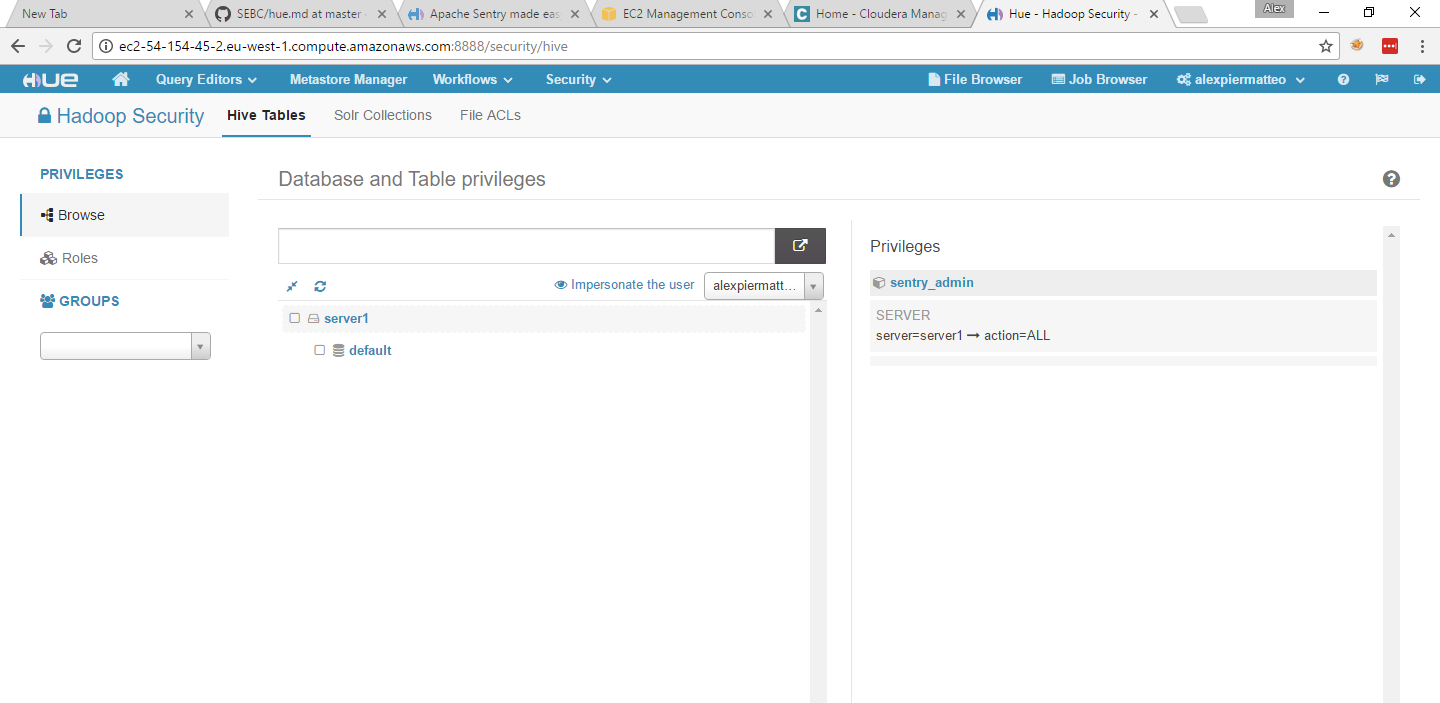 New Tab
SEBC/hue.md at master
Apache Sentry made eas
EC2 Management Conso
Home - Cloudera Manag
Hue - Hadoop Security -
Alex
ec2-54-154-45-2.eu-west-1.compute.amazonaws.com:8888/security/hive
HUE Query Editors Metastore Manager Workflows Security File Browser Job Browser alexpiermatteo
Hadoop Security Hive Tables Solr Collections File ACLs
PRIVILEGES
Browse
Roles
GROUPS
Database and Table privileges
Impersonate the user alexpiermatt...
server1
default
Privileges
sentry_admin
SERVER
server=server1 ➞ action=ALL